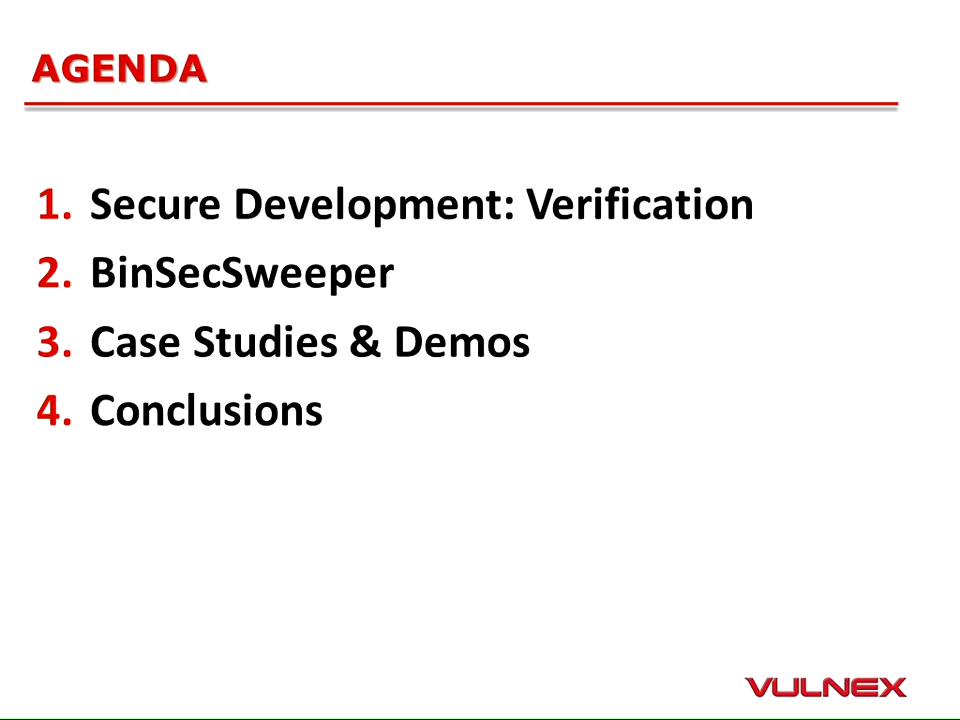 AGENDA
1. Secure Development: Verification
2. BinSecSweeper
3. Case Studies & Demos
4. Conclusions
VULNEX